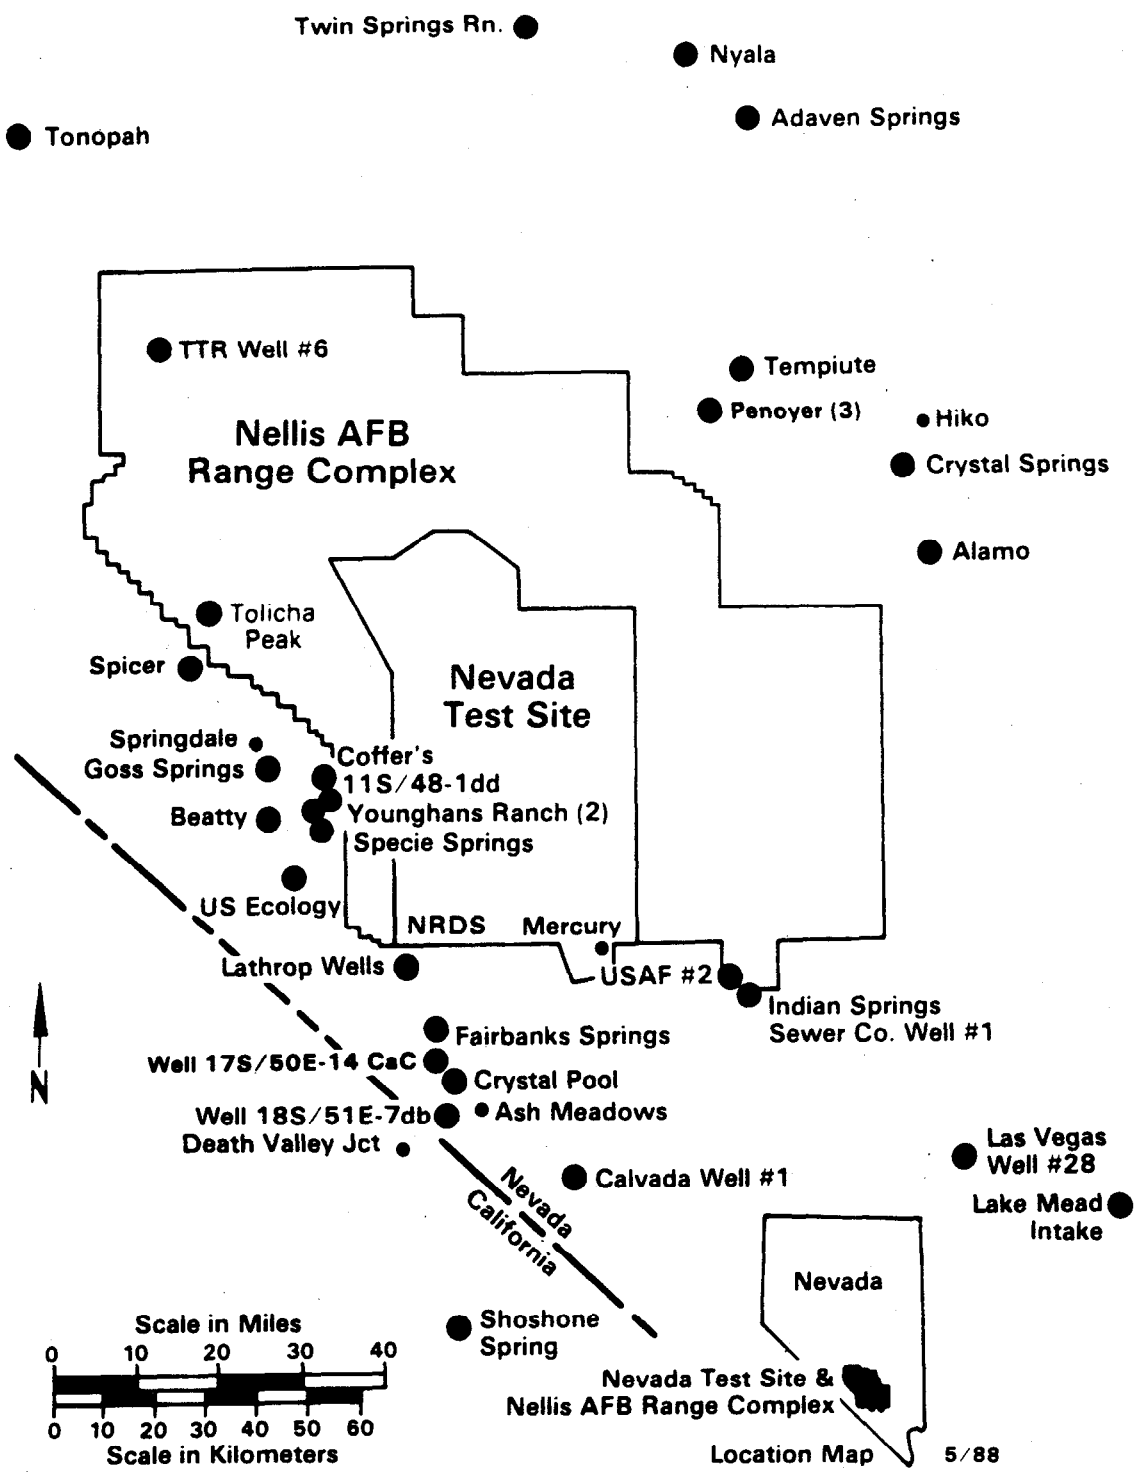 Twin Springs Rn.
Nyala
Adaven Springs
Tonopah
TTR Well #6
Tempiute
Penoyer (3)
Hiko
Nellis AFB
Range Complex
Crystal Springs
Alamo
Tolicha
Peak
Spicer
Nevada
Test Site
Springdale
Goss Springs
Coffer's
11S/48-1dd
Beatty
Younghans Ranch (2)
Specie Springs
US Ecology
NRDS
Mercury
Lathrop Wells
USAF #2
Indian Springs
Sewer Co. Well #1
Fairbanks Springs
Well 17S/50E-14 CaC
Crystal Pool
Well 18S/51E-7db
Ash Meadows
Death Valley Jct
N
Las Vegas
Well #28
Calvada Well #1
Lake Mead
Intake
Nevada
California
Nevada
Shoshone
Spring
Scale in Miles
0 10 20 30 40
0 10 20 30 40 50 60
Scale in Kilometers
Nevada Test Site &
Nellis AFB Range Complex
Location Map 5/88